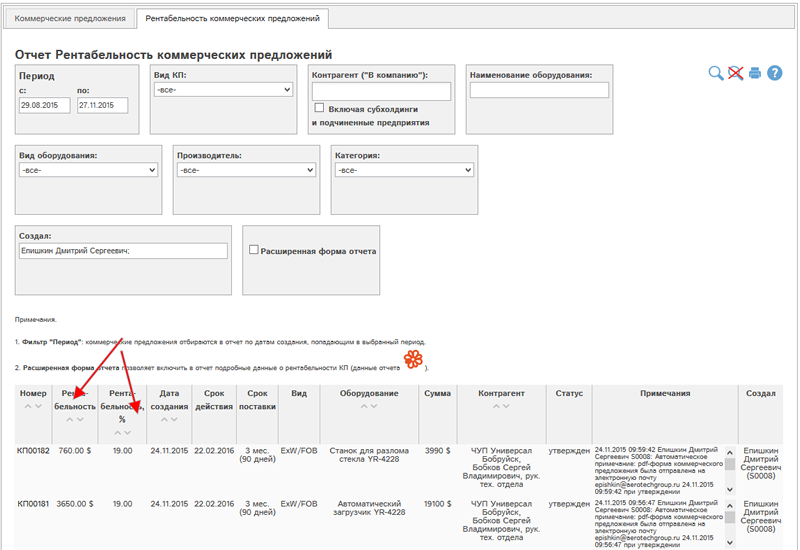 Коммерческие предложения
Рентабельность коммерческих предложений
Отчет Рентабельность коммерческих предложений
Период
с: по:
29.08.2015 27.11.2015
Вид КП:
-все-
Контрагент ("В компанию"):
Включая субхолдинги
и подчиненные предприятия
Наименование оборудования:
Вид оборудования:
-все-
Производитель:
-все-
Категория:
-все-
Создал:
Епишкин Дмитрий Сергеевич;
Расширенная форма отчета
Примечания.
1. Фильтр "Период": коммерческие предложения отбираются в отчет по датам создания, попадающим в выбранный период.
2. Расширенная форма отчета позволяет включить в отчет подробные данные о рентабельности КП (данные отчета ).
Номер
Рента-
бельность
Рента-
бельность,
%
Дата
создания
Срок
действия
Срок
поставки
Вид
Оборудование
Сумма
Контрагент
Статус
Примечания
Создал
КП00182
760.00 $
19.00
24.11.2015
22.02.2016
3 мес.
(90 дней)
ExW/FOB
Станок для разлома
стекла YR-4228
3990 $
ЧУП Универсал
Бобруйск,
Бобков Сергей
Владимирович, рук.
тех. отдела
утвержден
24.11.2015 09:59:42 Епишкин Дмитрий
Сергеевич S0008: Автоматическое
примечание: pdf-форма коммерческого
предложения была отправлена на
электронную почту
epishkin@aerotechgroup.ru 24.11.2015
09:59:42 при утверждении
Епишкин
Дмитрий
Сергеевич
(S0008)
КП00181
3650.00 $
19.00
24.11.2015
22.02.2016
3 мес.
(90 дней)
ExW/FOB
Автоматический
загрузчик YR-4228
19100 $
ЧУП Универсал
Бобруйск,
Бобков Сергей
Владимирович, рук.
тех. отдела
утвержден
24.11.2015 09:56:47 Епишкин Дмитрий
Сергеевич S0008: Автоматическое
примечание: pdf-форма коммерческого
предложения была отправлена на
электронную почту
epishkin@aerotechgroup.ru 24.11.2015
09:56:47 при утверждении
Епишкин
Дмитрий
Сергеевич
(S0008)